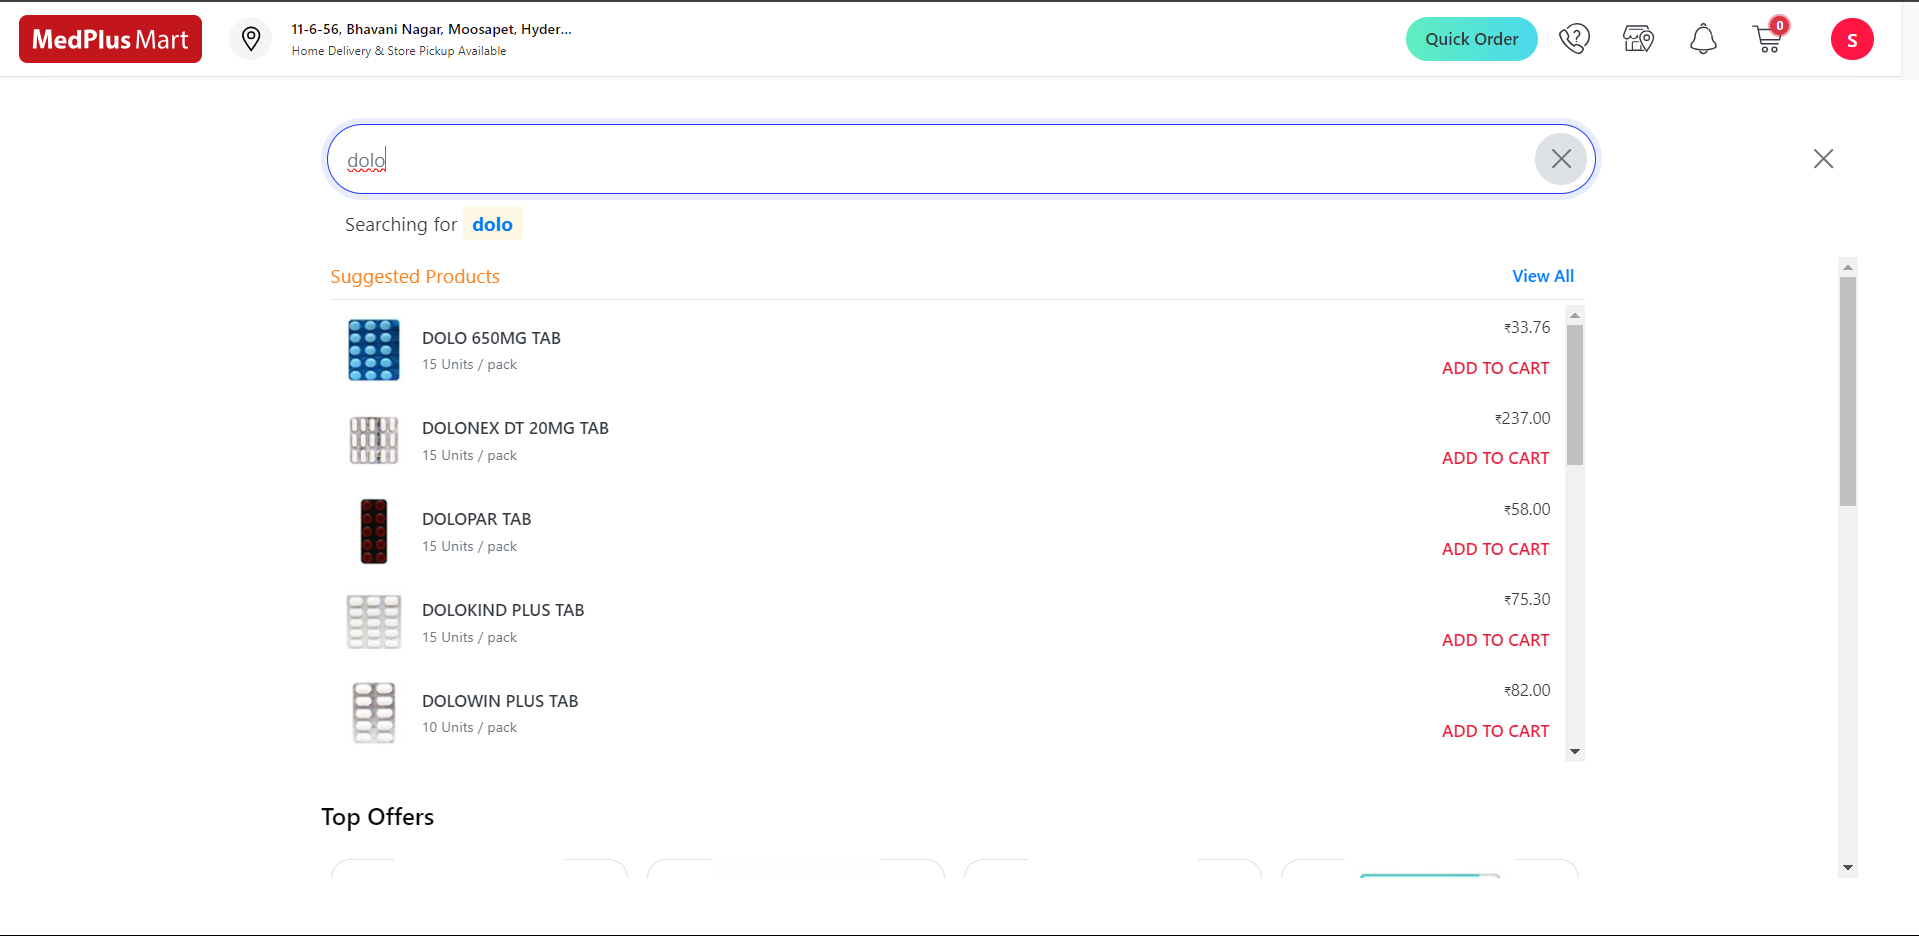 MedPlus Mart
11-6-56, Bhavani Nagar, Moosapet, Hyder...
Home Delivery & Store Pickup Available
Quick Order
0
S
dolo
Searching for dolo
Suggested Products
View All
DOLO 650MG TAB
₹33.76
15 Units / pack
ADD TO CART
DOLONEX DT 20MG TAB
₹237.00
15 Units / pack
ADD TO CART
DOLOPAR TAB
₹58.00
15 Units / pack
ADD TO CART
DOLOKIND PLUS TAB
₹75.30
15 Units / pack
ADD TO CART
DOLOWIN PLUS TAB
₹82.00
10 Units / pack
ADD TO CART
Top Offers